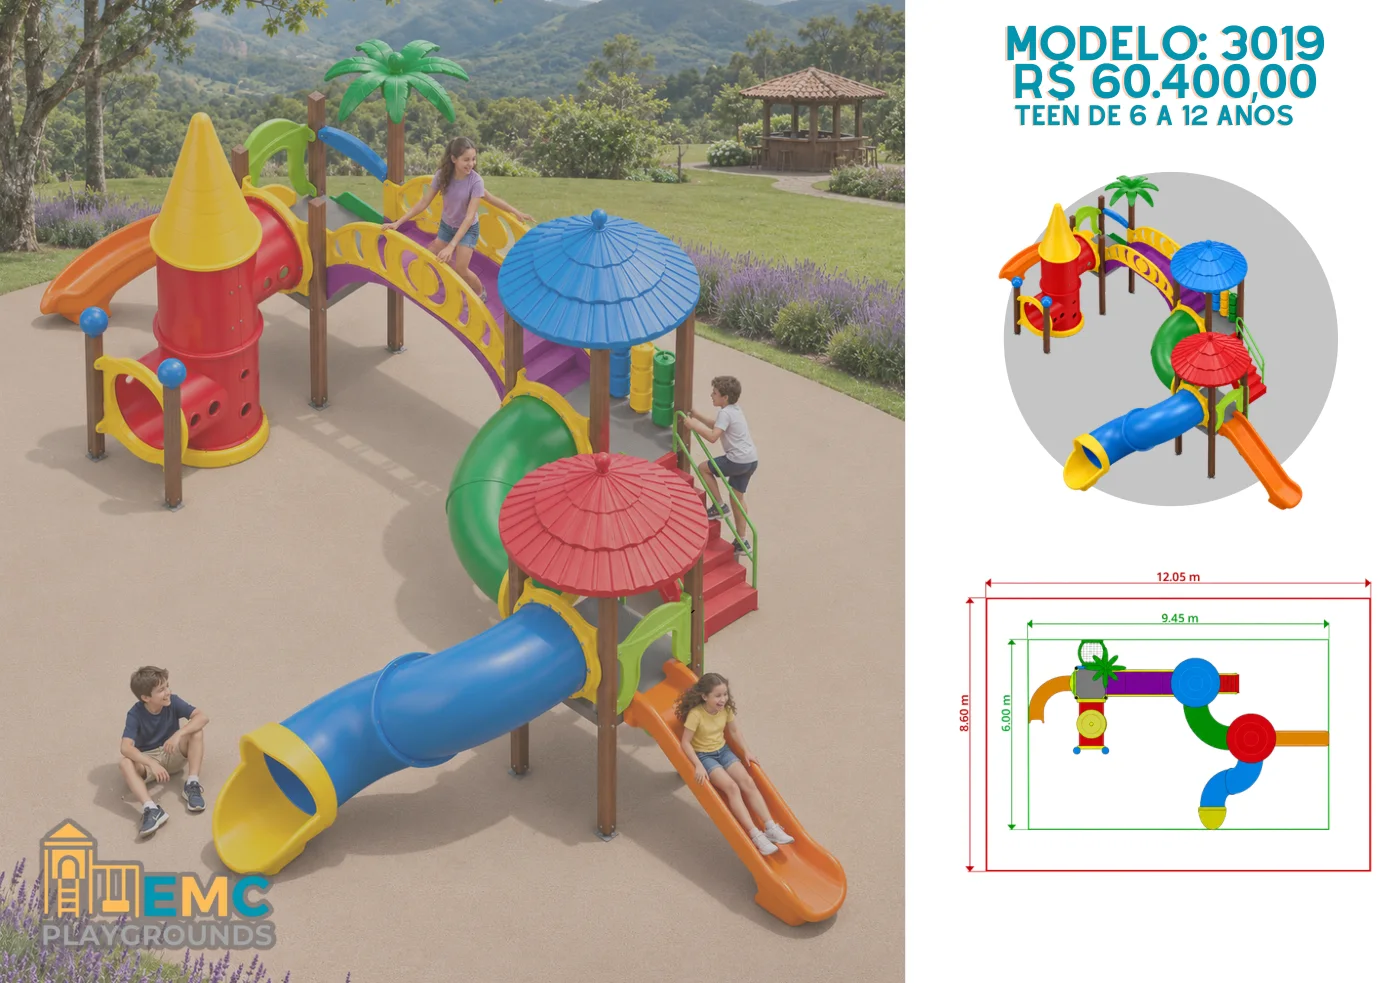 MODELO: 3019
R$ 60.400,00
TEEN DE 6 A 12 ANOS
12.05 m
9.45 m
8.60 m
6.00 m
EMC
PLAYGROUNDS